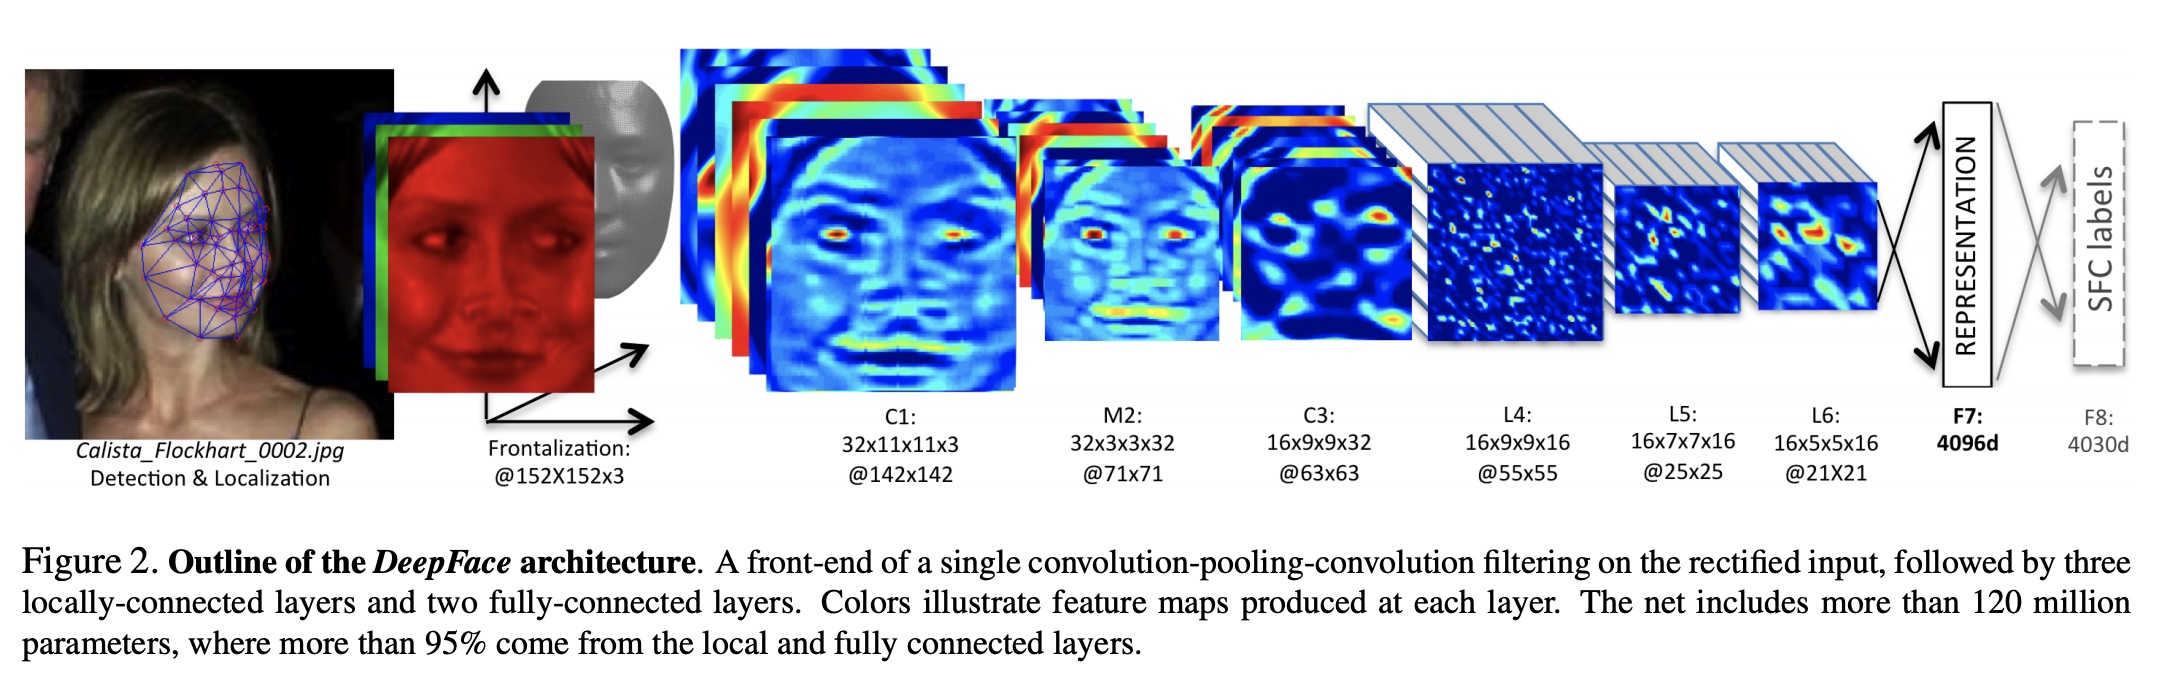 Calista_Flockhart_0002.jpg
Detection & Localization
Frontalization:
@152X152x3
C1:
32x11x11x3
@142x142
M2:
32x3x3x32
@71x71
C3:
16x9x9x32
@63x63
L4:
16x9x9x16
@55x55
L5:
16x7x7x16
@25x25
L6:
16x5x5x16
@21X21
REPRESENTATION
F7:
4096d
SFC labels
F8:
4030d
Figure 2. Outline of the DeepFace architecture. A front-end of a single convolution-pooling-convolution filtering on the rectified input, followed by three
locally-connected layers and two fully-connected layers. Colors illustrate feature maps produced at each layer. The net includes more than 120 million
parameters, where more than 95% come from the local and fully connected layers.